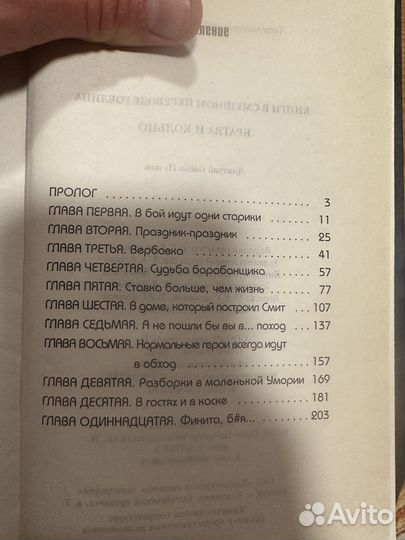 ПРОЛОГ 3
ГЛАВА ПЕРВАЯ. В бой идут одни старики 11
ГЛАВА ВТОРАЯ. Праздник-праздник 25
ГЛАВА ТРЕТЬЯ. Вербовка 41
ГЛАВА ЧЕТВЕРТАЯ. Судьба барабанщика 57
ГЛАВА ПЯТАЯ. Ставка больше, чем жизнь 77
ГЛАВА ШЕСТАЯ. В доме, который построил Смит 107
ГЛАВА СЕДЬМАЯ. А не пошли бы вы в... поход 137
ГЛАВА ВОСЬМАЯ. Нормальные герои всегда идут
в обход 157
ГЛАВА ДЕВЯТАЯ. Разборки в маленькой Умории 169
ГЛАВА ДЕСЯТАЯ. В гостях и в каске 181
ГЛАВА ОДИННАДЦАТАЯ. Финита, б#я... 203
Avito